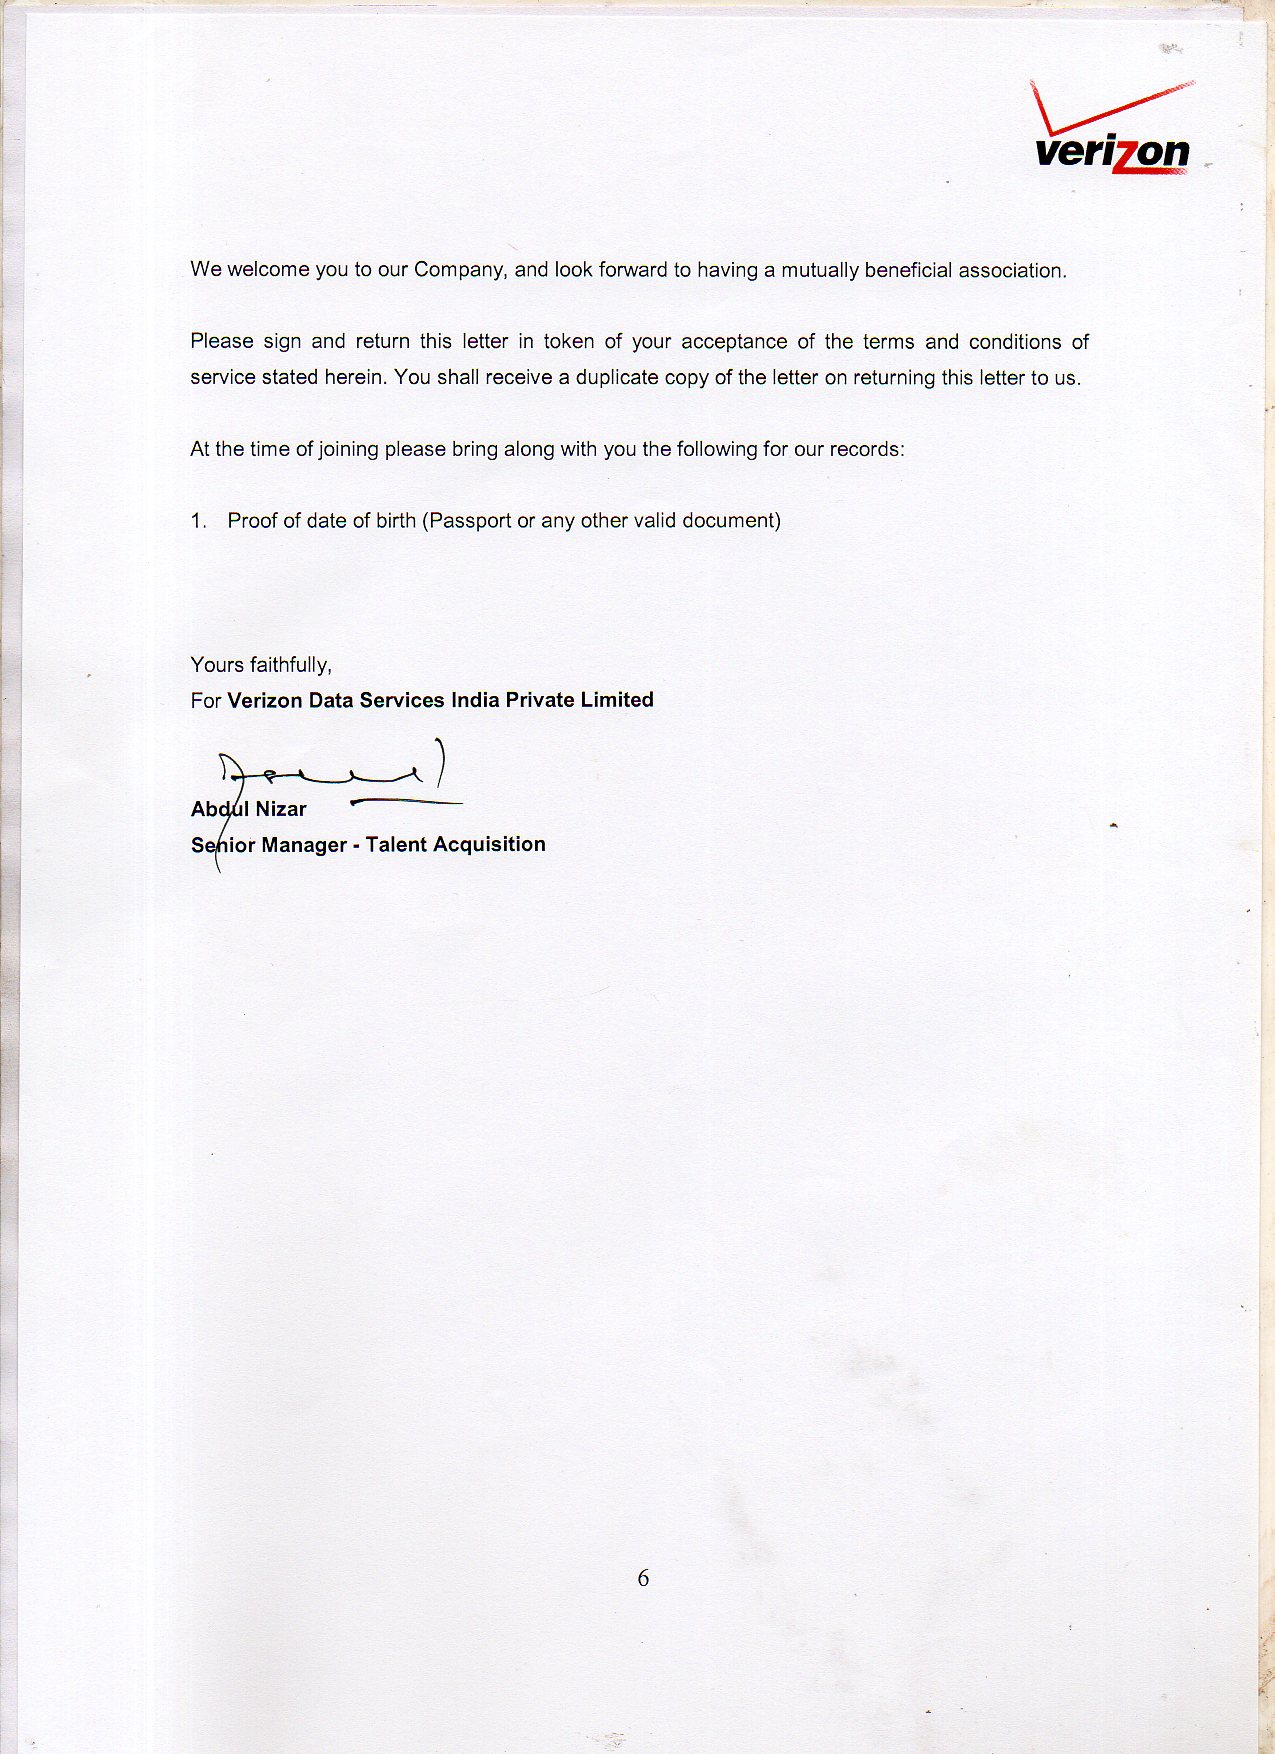 verizon
We welcome you to our Company, and look forward to having a mutually beneficial association.
Please sign and return this letter in token of your acceptance of the terms and conditions of
service stated herein. You shall receive a duplicate copy of the letter on returning this letter to us.
At the time of joining please bring along with you the following for our records:
1. Proof of date of birth (Passport or any other valid document)
Yours faithfully,
For Verizon Data Services India Private Limited
Abdul Nizar
Senior Manager - Talent Acquisition
6